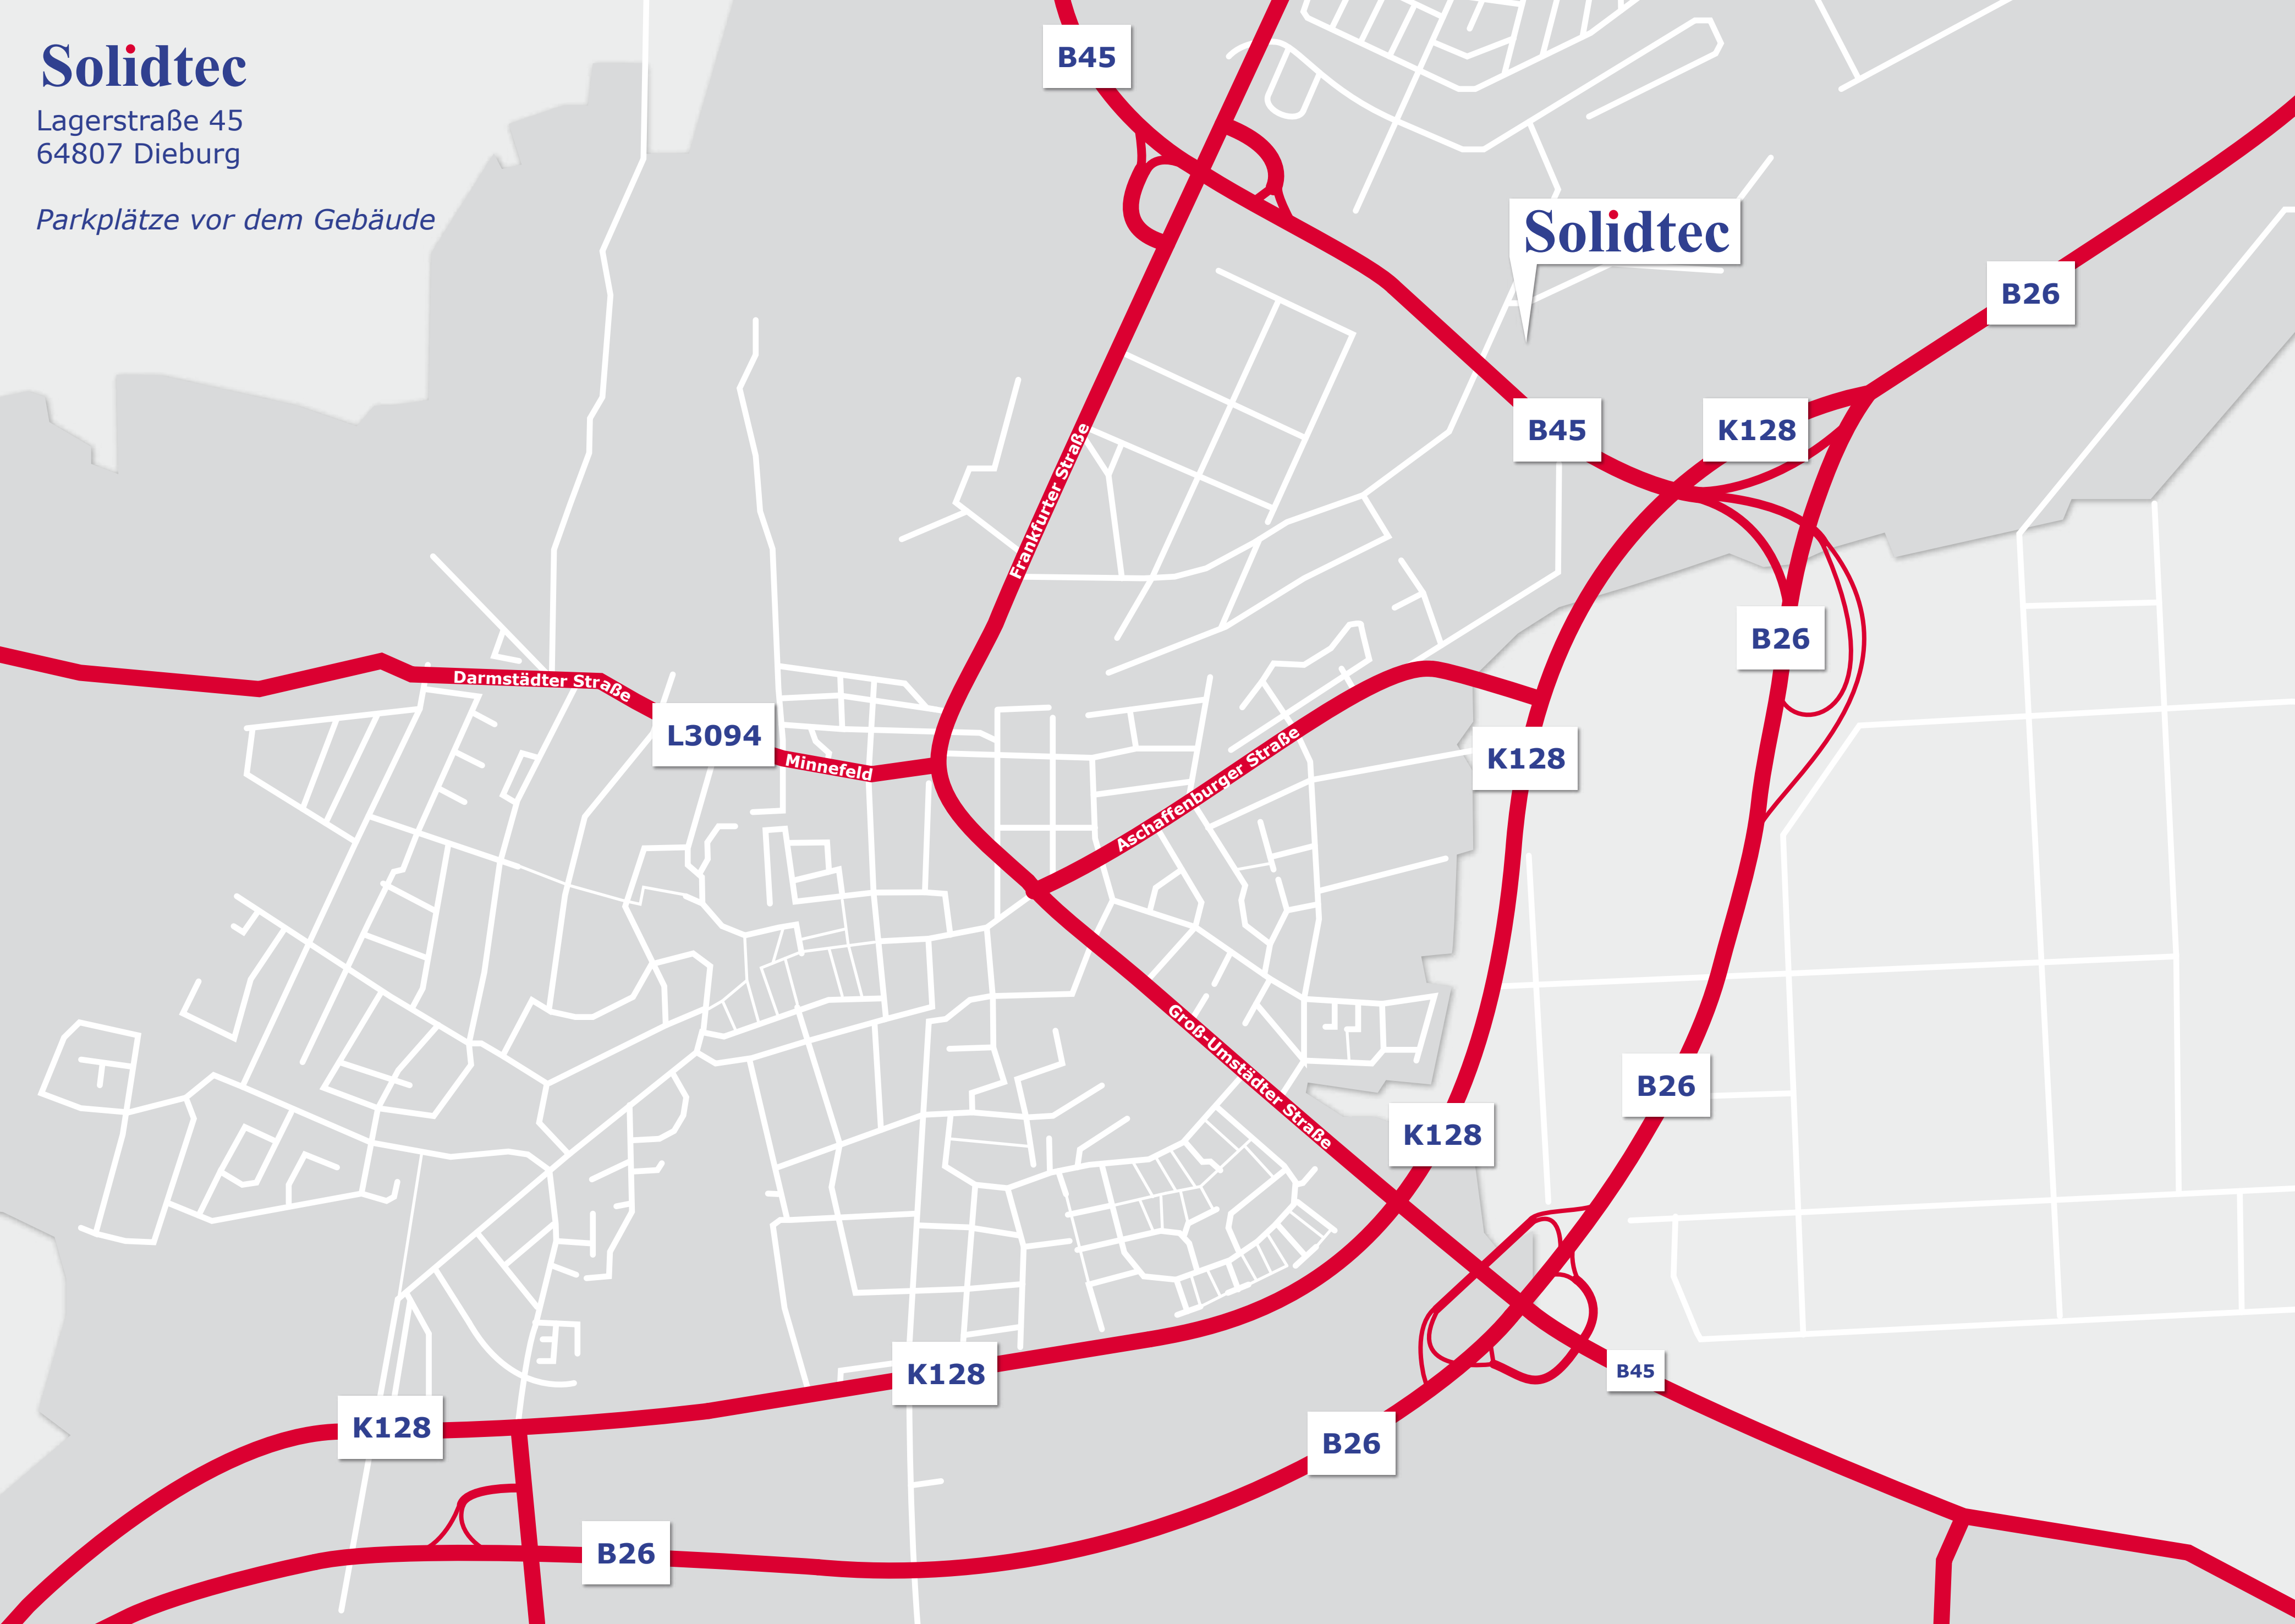 Solidtec
Lagerstraße 45
64807 Dieburg
Parkplätze vor dem Gebäude
B45
Solidtec
B26
B45
K128
Frankfurter Straße
B26
Darmstädter Straße
L3094
Minnefeld
Aschaffenburger Straße
K128
Groß-Umstädter Straße
B26
K128
K128
B45
K128
B26
B26